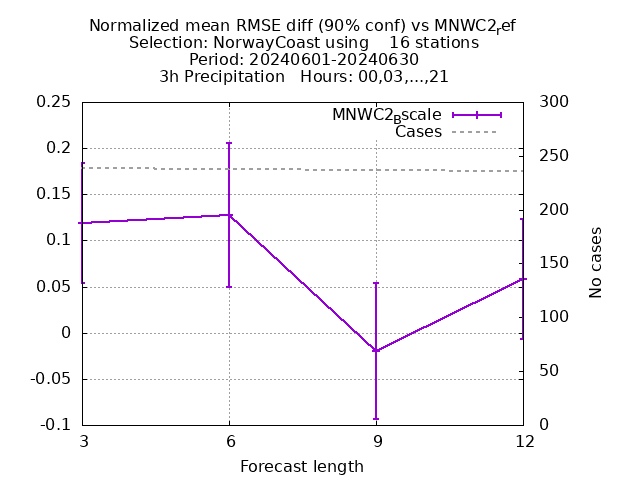 Normalized mean RMSE diff (90% conf) vs MNWC2ref
Selection: NorwayCoast using    16 stations
Period: 20240601-20240630
3h Precipitation   Hours: 00,03,...,21
MNWC2Bscale
Cases
0.25
0.2
0.15
0.1
0.05
0
-0.05
-0.1
300
250
200
150
100
50
0
No cases
3 6 9 12
Forecast length